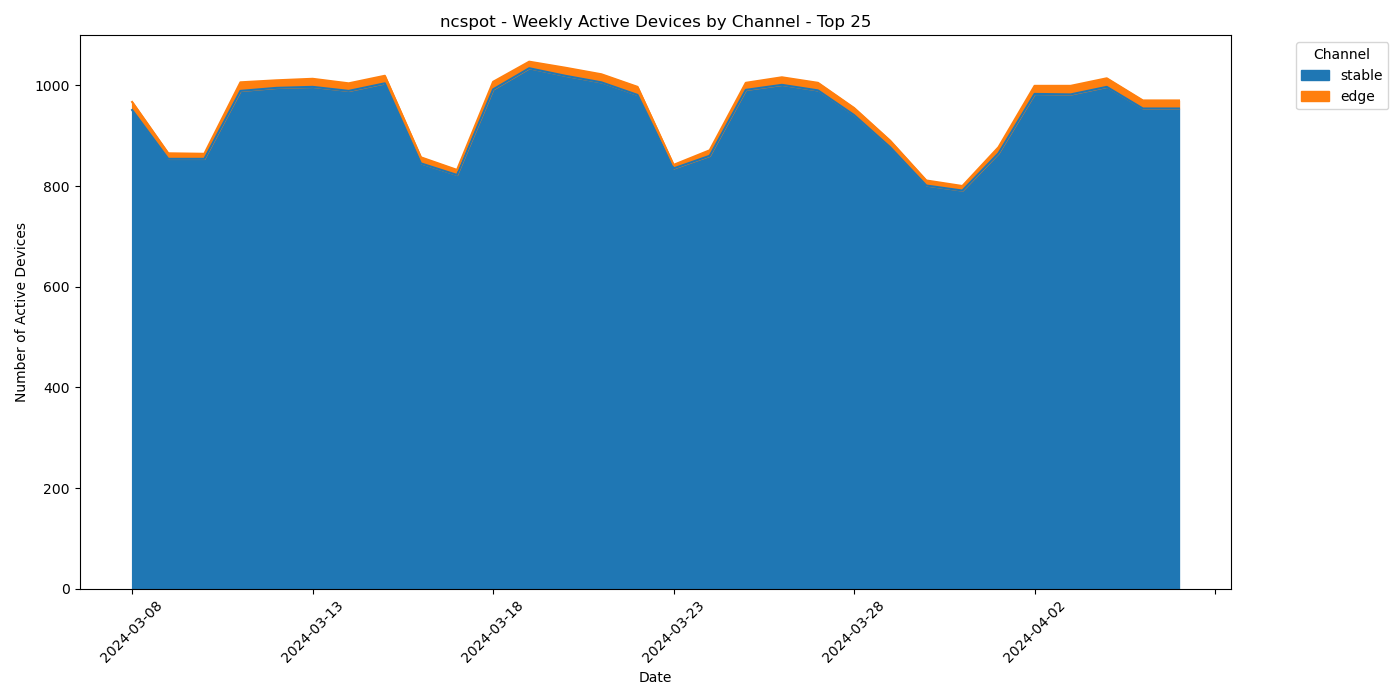 ncspot - Weekly Active Devices by Channel - Top 25
Number of Active Devices
1000
800
600
400
200
0
2024-03-08
2024-03-13
2024-03-18
2024-03-23
2024-03-28
2024-04-02
Date
Channel
stable
edge